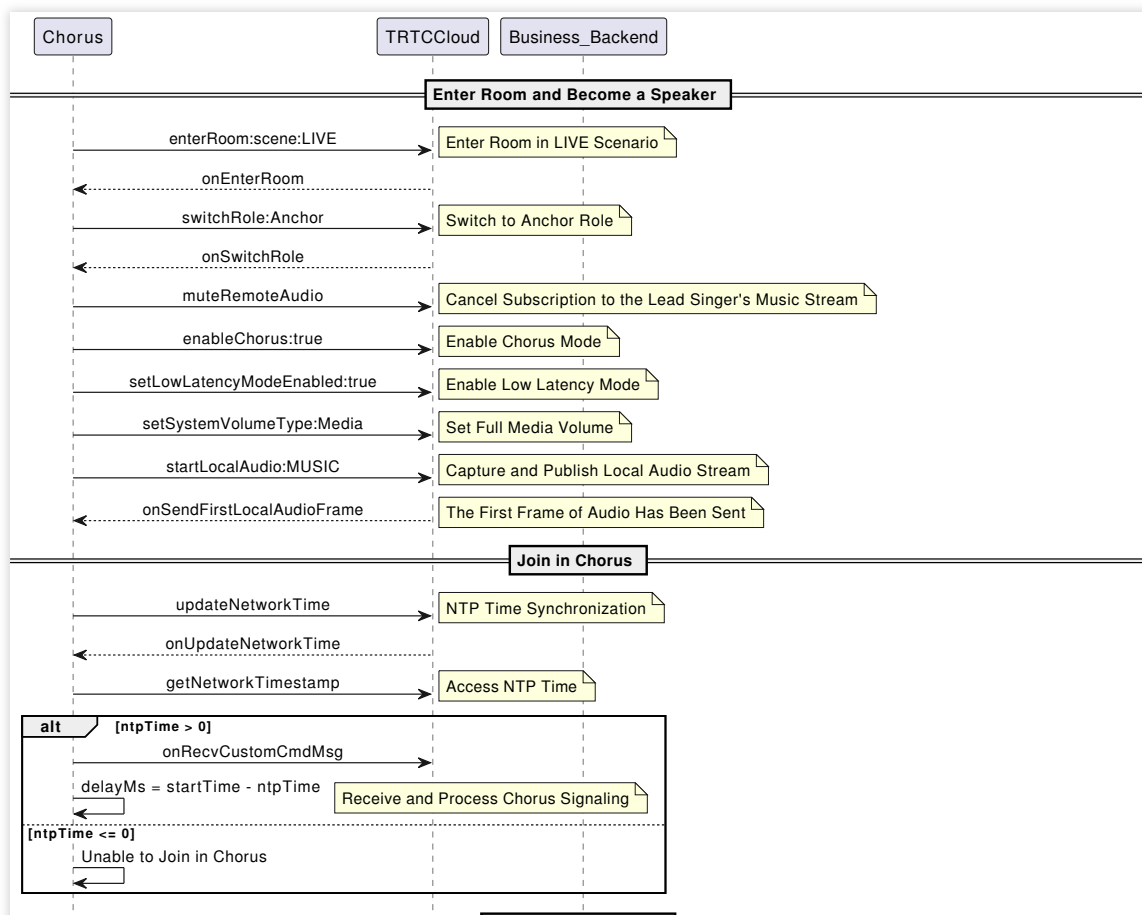 Chorus TRTCCloud Business_Backend
Enter Room and Become a Speaker
enterRoom:scene:LIVE Enter Room in LIVE Scenario
onEnterRoom
switchRole:Anchor Switch to Anchor Role
onSwitchRole
muteRemoteAudio Cancel Subscription to the Lead Singer's Music Stream
enableChorus:true Enable Chorus Mode
setLowLatencyModeEnabled:true Enable Low Latency Mode
setSystemVolumeType:Media Set Full Media Volume
startLocalAudio:MUSIC Capture and Publish Local Audio Stream
onSendFirstLocalAudioFrame The First Frame of Audio Has Been Sent
Join in Chorus
updateNetworkTime NTP Time Synchronization
onUpdateNetworkTime
getNetworkTimestamp Access NTP Time
alt [ntpTime > 0]
onRecvCustomCmdMsg
delayMs = startTime - ntpTime Receive and Process Chorus Signaling
[ntpTime <= 0]
Unable to Join in Chorus